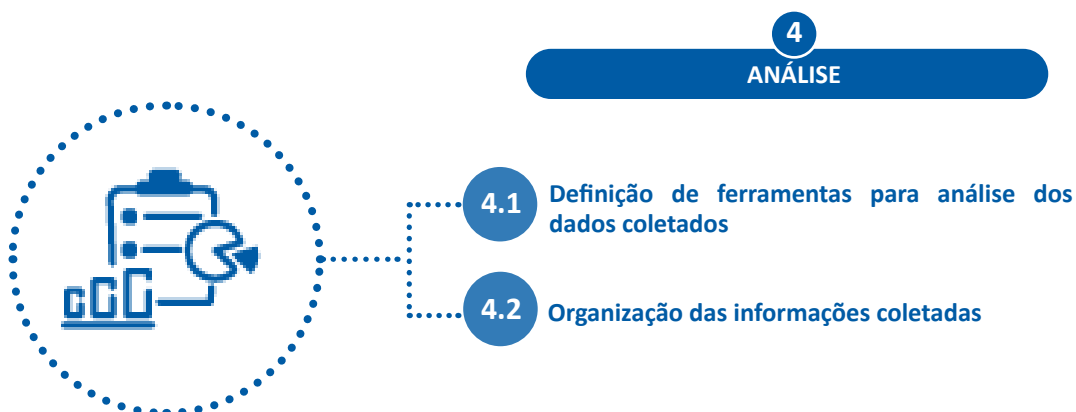 4
ANÁLISE
4.1
Definição de ferramentas para análise dos
dados coletados
4.2
Organização das informações coletadas